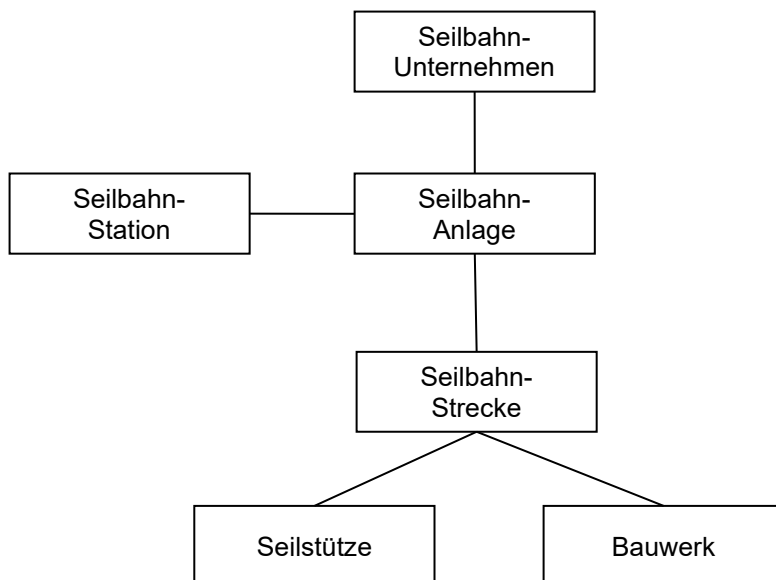 Seilbahn-
Unternehmen
Seilbahn-
Station
Seilbahn-
Anlage
Seilbahn-
Strecke
Seilstütze
Bauwerk